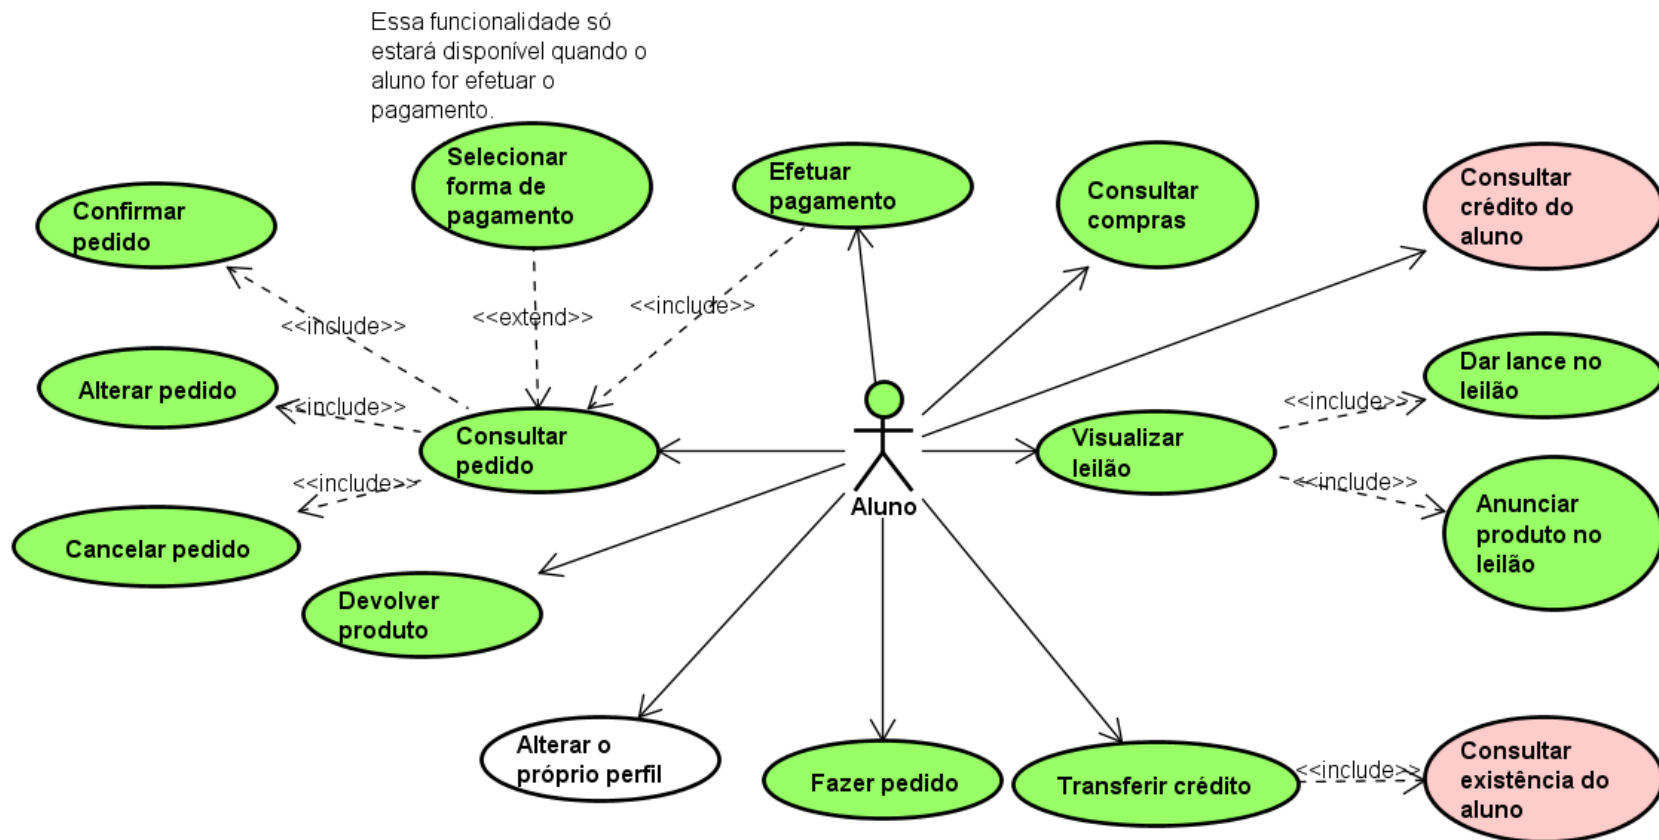 Essa funcionalidade só
estará disponível quando o
aluno for efetuar o
pagamento.
Selecionar
forma de
pagamento
Efetuar
pagamento
Consultar
compras
Consultar
crédito do
aluno
Confirmar
pedido
<<include>>
<<extend>>
<<include>>
Alterar pedido
<<include>>
Consultar
pedido
<<include>>
Cancelar pedido
Aluno
Visualizar
leilão
<<include>>
Dar lance no
leilão
<<include>>
Anunciar
produto no
leilão
Devolver
produto
Alterar o
próprio perfil
Fazer pedido
Transferir crédito
<<include>>
Consultar
existência do
aluno